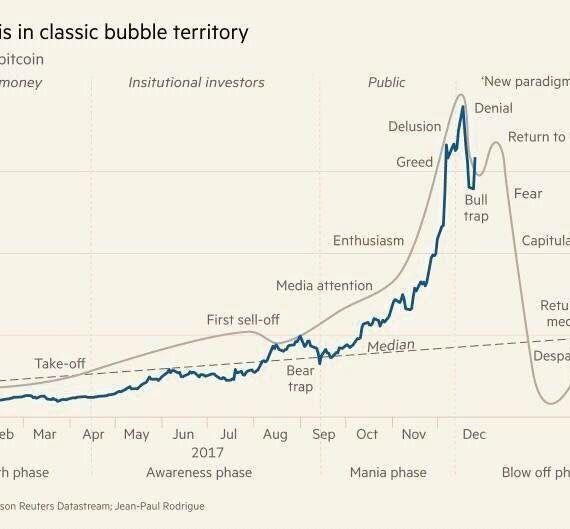 is in classic bubble territory
bitcoin
money
Insitutional investors
Public
'New paradigm
Denial
Delusion
Return to
Greed
Fear
Bull
trap
Enthusiasm
Capitula
Media attention
Retu
First sell-off
med
Median
Take-off
Despa
Bear
trap
eb Mar Apr May Jun Jul Aug Sep Oct Nov Dec
2017
th phase
Awareness phase
Mania phase
Blow off ph
son Reuters Datastream; Jean-Paul Rodrigue